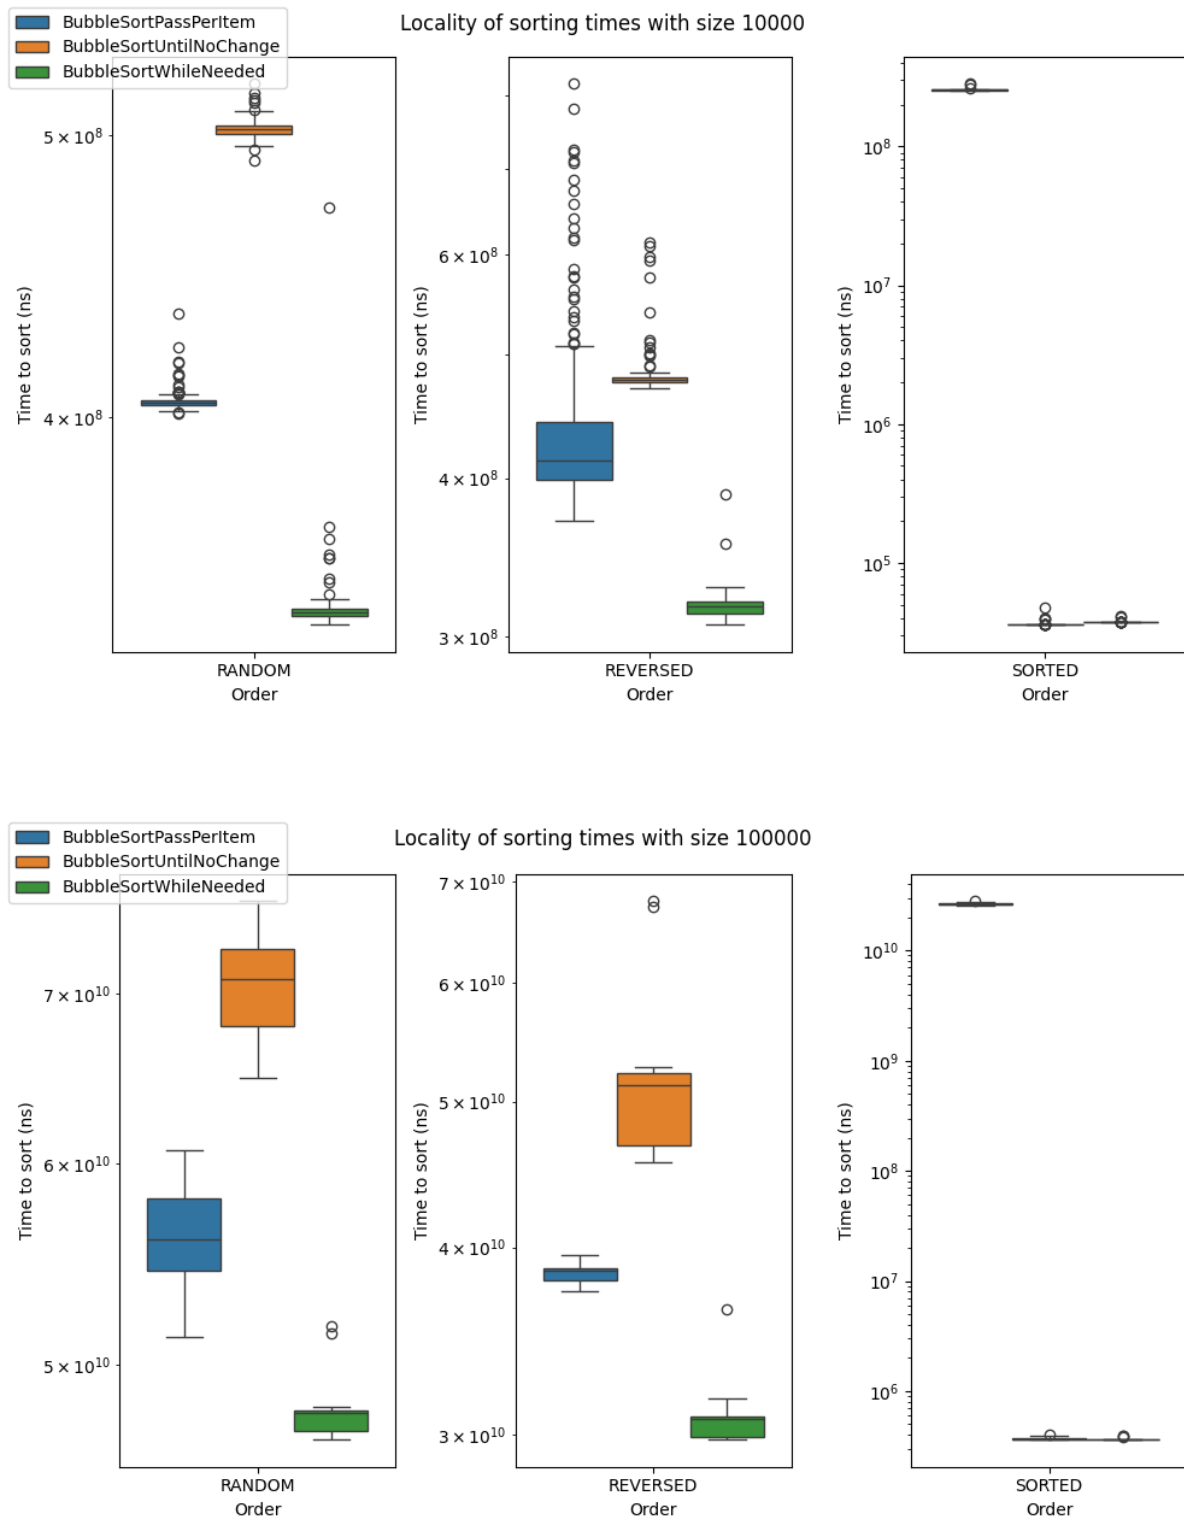 BubbleSortPassPerItem
BubbleSortUntilNoChange
BubbleSortWhileNeeded
Locality of sorting times with size 10000
Time to sort (ns)
5 × 10⁸
4 × 10⁸
RANDOM
Order
Time to sort (ns)
6 × 10⁸
4 × 10⁸
3 × 10⁸
REVERSED
Order
Time to sort (ns)
10⁸
10⁷
10⁶
10⁵
SORTED
Order
BubbleSortPassPerItem
BubbleSortUntilNoChange
BubbleSortWhileNeeded
Locality of sorting times with size 100000
Time to sort (ns)
7 × 10¹⁰
6 × 10¹⁰
5 × 10¹⁰
RANDOM
Order
Time to sort (ns)
7 × 10¹⁰
6 × 10¹⁰
5 × 10¹⁰
4 × 10¹⁰
3 × 10¹⁰
REVERSED
Order
Time to sort (ns)
10¹⁰
10⁹
10⁸
10⁷
10⁶
SORTED
Order